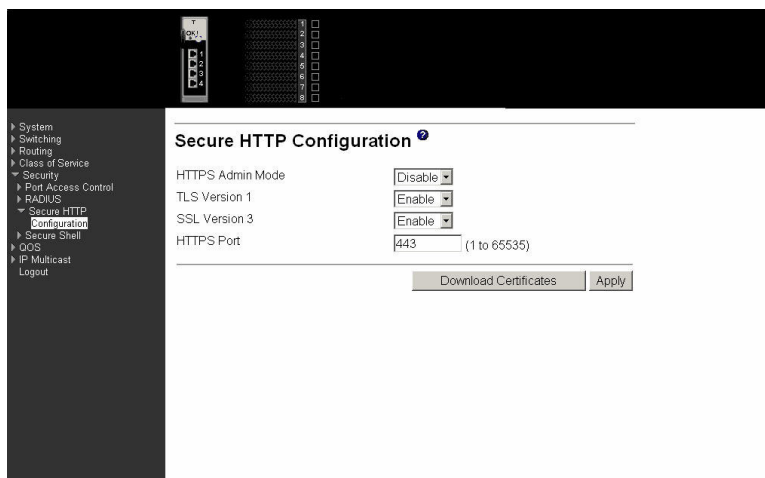 T
OK!
1
2
3
4
1
2
3
4
5
6
7
8
System
Switching
Routing
Class of Service
Security
Port Access Control
RADIUS
Secure HTTP
Configuration
Secure Shell
QOS
IP Multicast
Logout
Secure HTTP Configuration ?
HTTPS Admin Mode Disable
TLS Version 1 Enable
SSL Version 3 Enable
HTTPS Port 443 (1 to 65535)
Download Certificates Apply